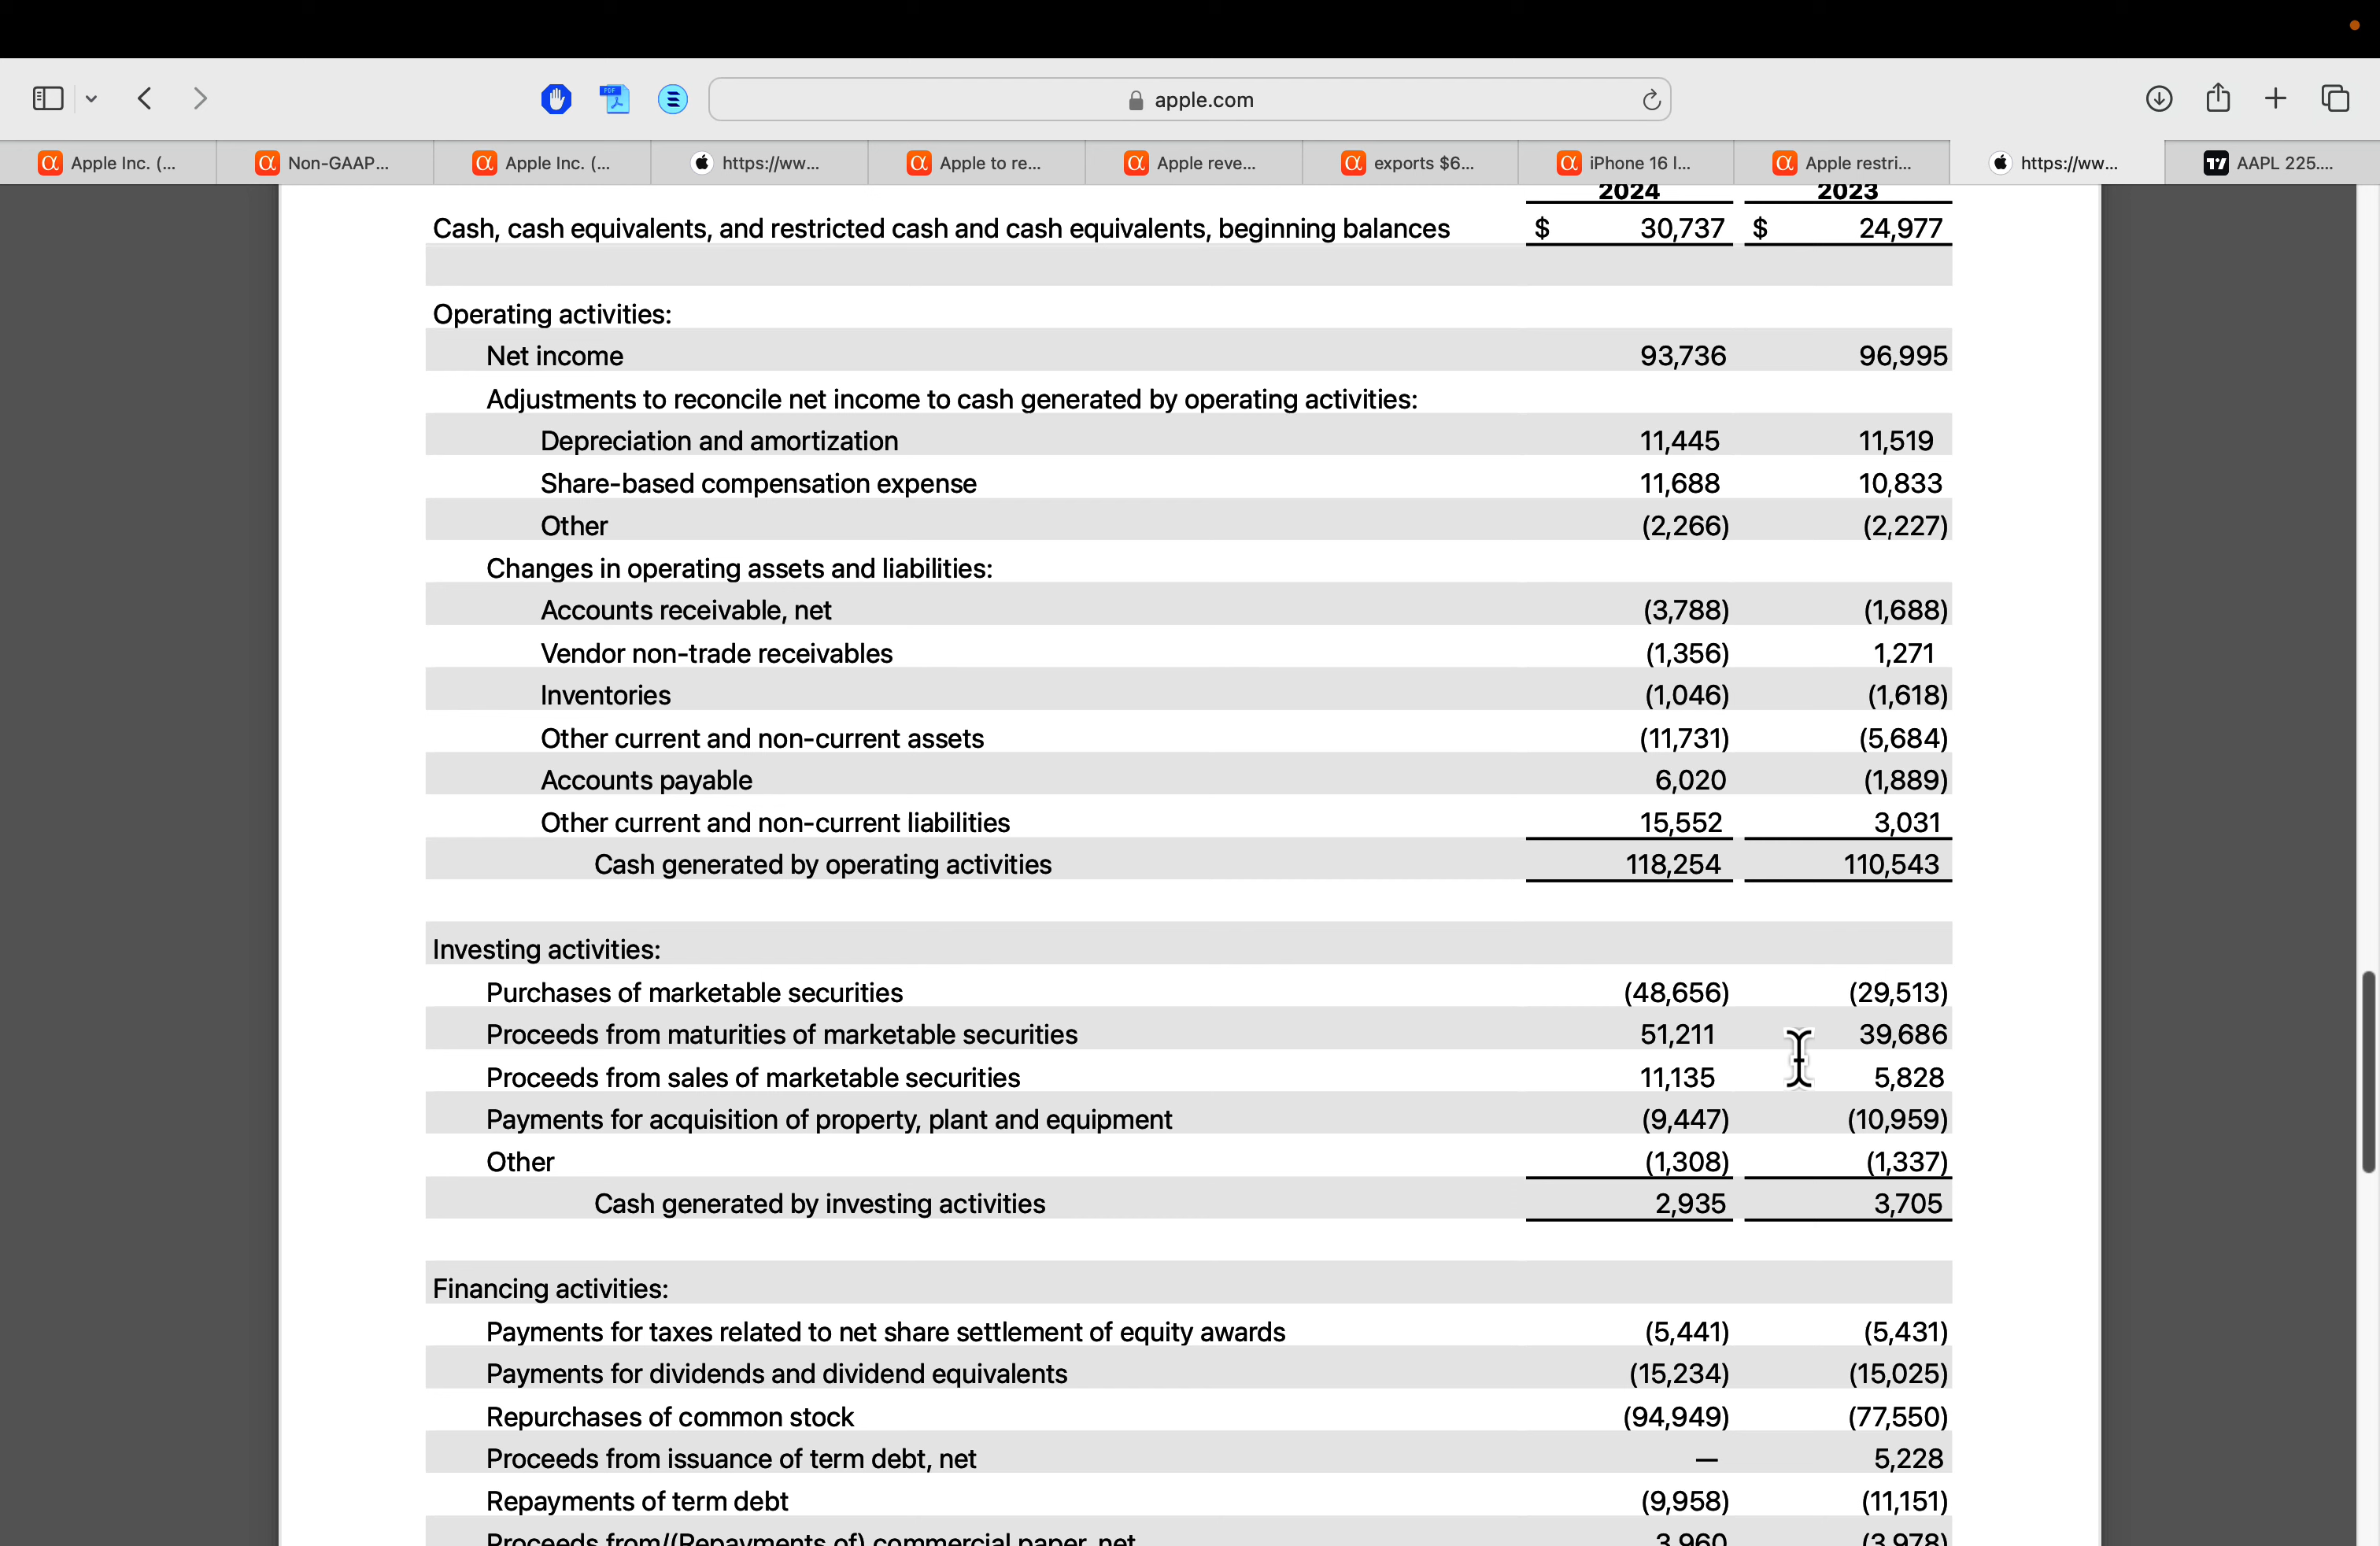 apple.com
Apple Inc. (...
Non-GAAP...
Apple Inc. (...
https://ww...
Apple to re...
Apple reve...
exports $6...
iPhone 16 l...
Apple restri...
https://ww...
AAPL 225....
2024 2023
Cash, cash equivalents, and restricted cash and cash equivalents, beginning balances $ 30,737 $ 24,977
Operating activities:
Net income 93,736 96,995
Adjustments to reconcile net income to cash generated by operating activities:
Depreciation and amortization 11,445 11,519
Share-based compensation expense 11,688 10,833
Other (2,266) (2,227)
Changes in operating assets and liabilities:
Accounts receivable, net (3,788) (1,688)
Vendor non-trade receivables (1,356) 1,271
Inventories (1,046) (1,618)
Other current and non-current assets (11,731) (5,684)
Accounts payable 6,020 (1,889)
Other current and non-current liabilities 15,552 3,031
Cash generated by operating activities 118,254 110,543
Investing activities:
Purchases of marketable securities (48,656) (29,513)
Proceeds from maturities of marketable securities 51,211 39,686
Proceeds from sales of marketable securities 11,135 5,828
Payments for acquisition of property, plant and equipment (9,447) (10,959)
Other (1,308) (1,337)
Cash generated by investing activities 2,935 3,705
Financing activities:
Payments for taxes related to net share settlement of equity awards (5,441) (5,431)
Payments for dividends and dividend equivalents (15,234) (15,025)
Repurchases of common stock (94,949) (77,550)
Proceeds from issuance of term debt, net — 5,228
Repayments of term debt (9,958) (11,151)
Proceeds from/(Repayments of) commercial paper, net 3,960 (3,978)